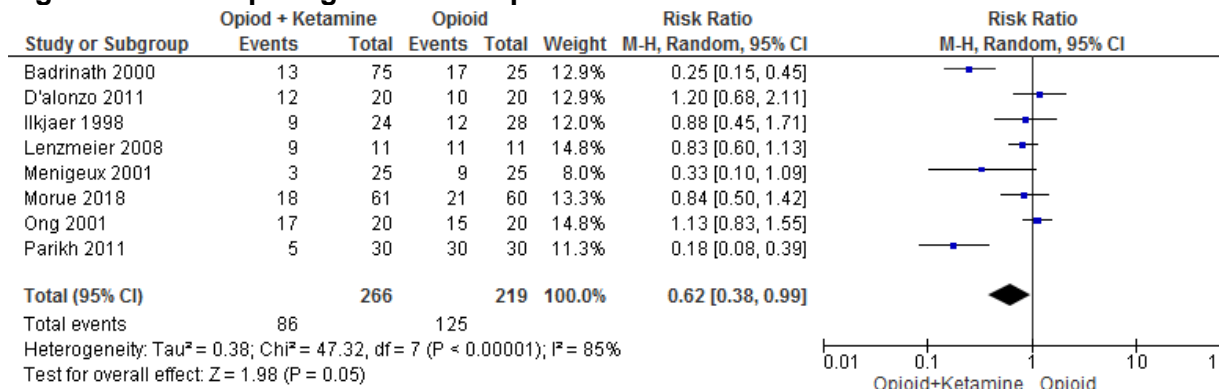 Opiod + Ketamine Opioid Risk Ratio Risk Ratio
Study or Subgroup Events Total Events Total Weight M-H, Random, 95% CI M-H, Random, 95% CI
Badrinath 2000 13 75 17 25 12.9% 0.25 [0.15, 0.45]
D'alonzo 2011 12 20 10 20 12.9% 1.20 [0.68, 2.11]
Ilkjaer 1998 9 24 12 28 12.0% 0.88 [0.45, 1.71]
Lenzmeier 2008 9 11 11 11 14.8% 0.83 [0.60, 1.13]
Menigeux 2001 3 25 9 25 8.0% 0.33 [0.10, 1.09]
Morue 2018 18 61 21 60 13.3% 0.84 [0.50, 1.42]
Ong 2001 17 20 15 20 14.8% 1.13 [0.83, 1.55]
Parikh 2011 5 30 30 30 11.3% 0.18 [0.08, 0.39]
Total (95% CI) 266 219 100.0% 0.62 [0.38, 0.99]
Total events 86 125
Heterogeneity: Tau² = 0.38; Chi² = 47.32, df = 7 (P < 0.00001); I² = 85%
Test for overall effect: Z = 1.98 (P = 0.05)
0.01 0.1 1 10
Opioid+Ketamine Opioid